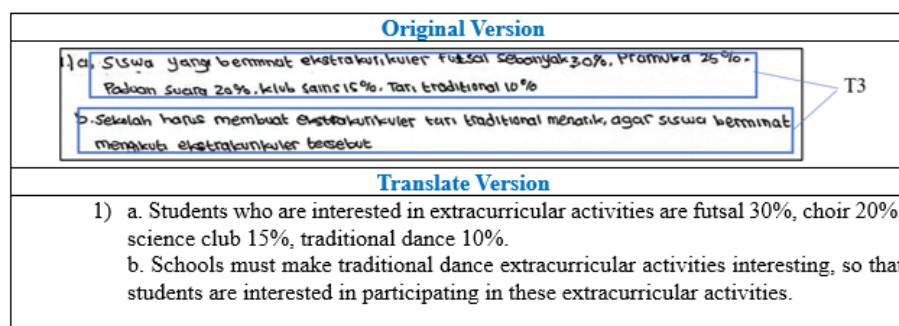 Original Version
1) a. Siswa yang berminat ekstrakurikuler futsal sebanyak 30%, Pramuka 25%.
Paduan Suara 20%, klub sains 15%, Tari traditional 10%
T3
b. Sekolah harus membuat ekstrakurikuler tari traditional menarik, agar siswa berminat
mengikuti ekstrakurikuler tersebut
Translate Version
1) a. Students who are interested in extracurricular activities are futsal 30%, choir 20%,
science club 15%, traditional dance 10%.
b. Schools must make traditional dance extracurricular activities interesting, so that
students are interested in participating in these extracurricular activities.